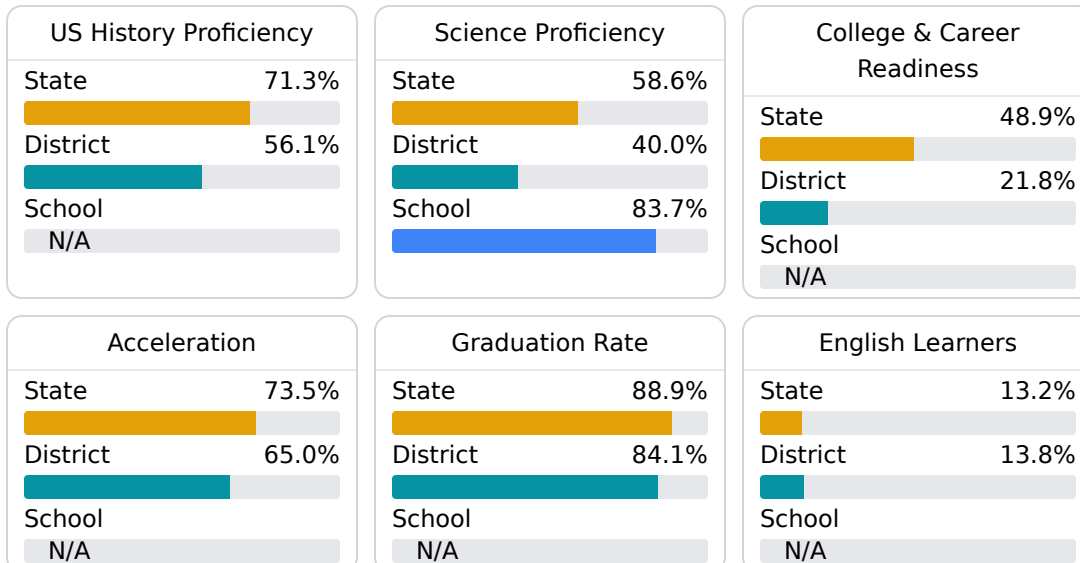 US History Proficiency
State 71.3%
District 56.1%
School
N/A
Science Proficiency
State 58.6%
District 40.0%
School 83.7%
College & Career
Readiness
State 48.9%
District 21.8%
School
N/A
Acceleration
State 73.5%
District 65.0%
School
N/A
Graduation Rate
State 88.9%
District 84.1%
School
N/A
English Learners
State 13.2%
District 13.8%
School
N/A